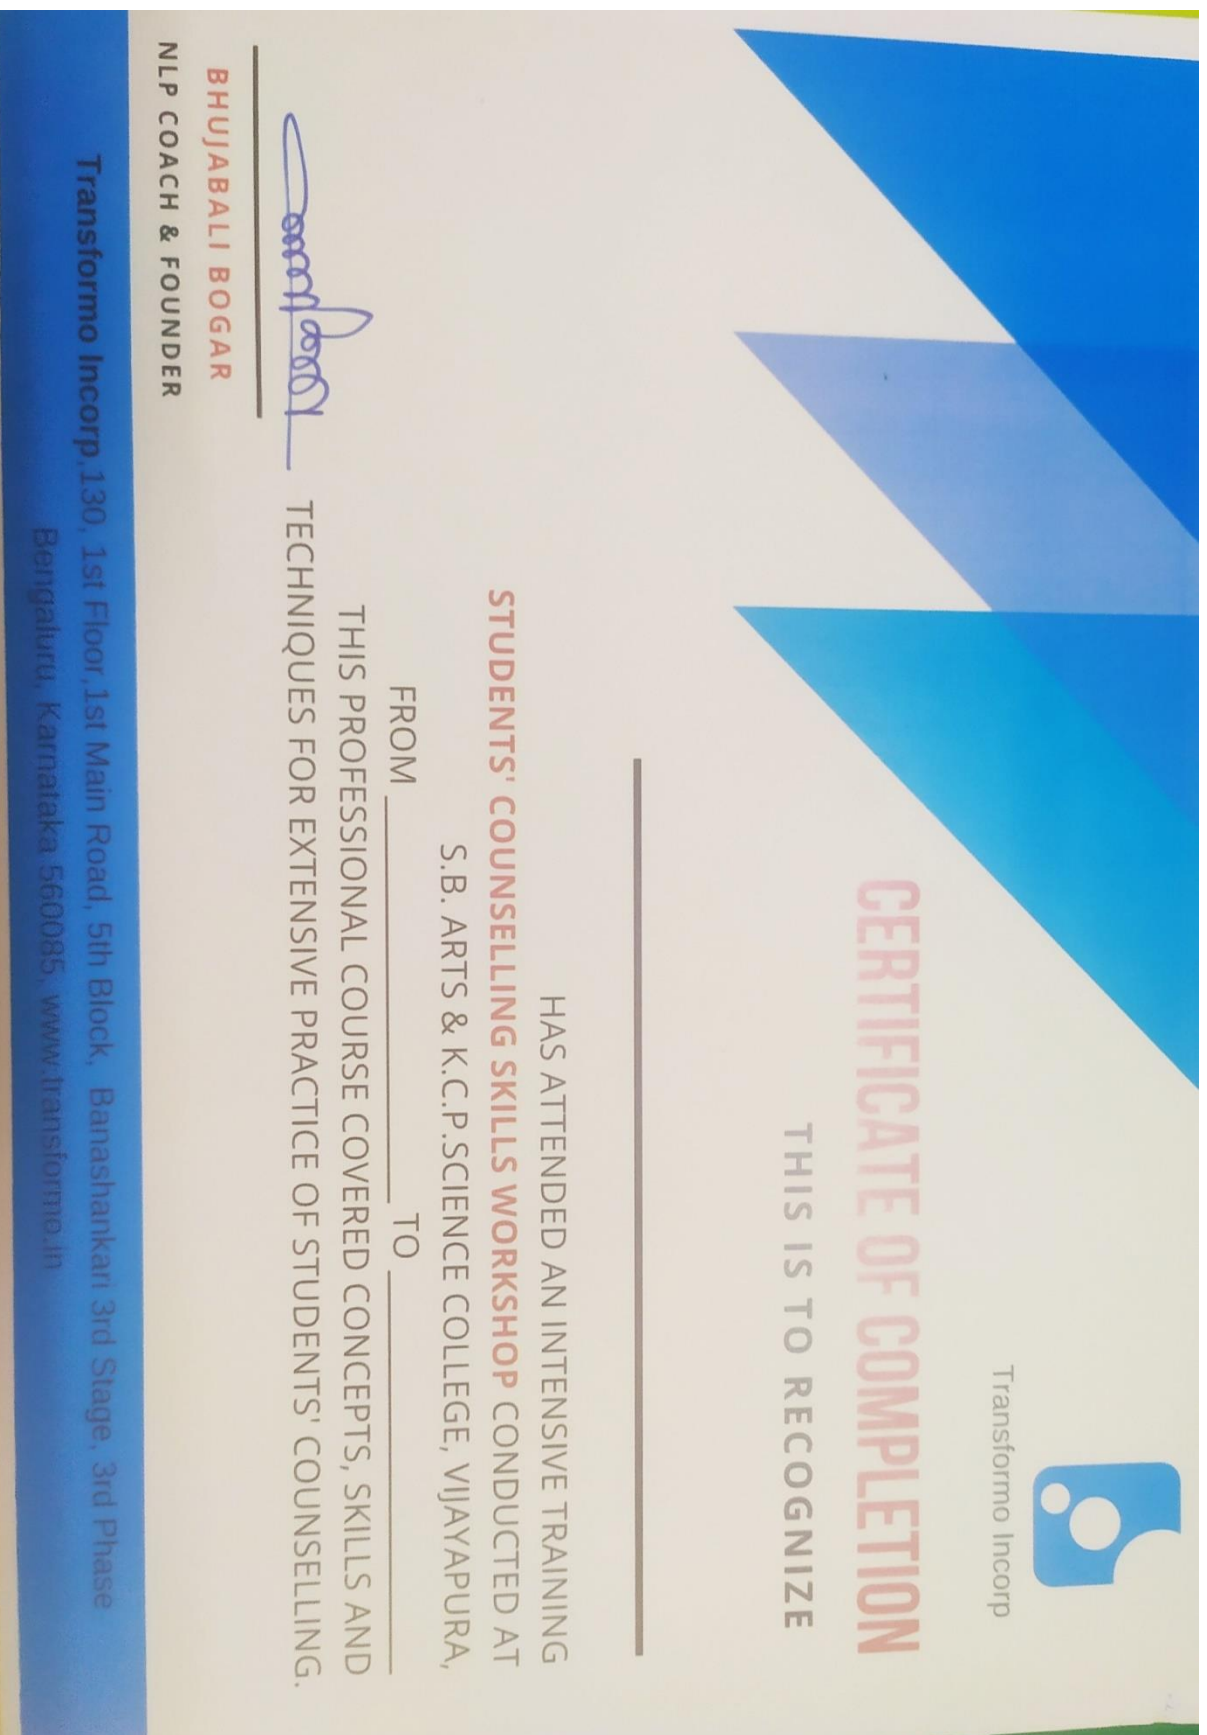 Transformo Incorp
CERTIFICATE OF COMPLETION
THIS IS TO RECOGNIZE
HAS ATTENDED AN INTENSIVE TRAINING
STUDENTS' COUNSELLING SKILLS WORKSHOP CONDUCTED AT
S.B. ARTS & K.C.P.SCIENCE COLLEGE, VIJAYAPURA,
FROM TO
THIS PROFESSIONAL COURSE COVERED CONCEPTS, SKILLS AND
TECHNIQUES FOR EXTENSIVE PRACTICE OF STUDENTS' COUNSELLING.
BHUJABALI BOGAR
NLP COACH & FOUNDER
Transformo Incorp,130, 1st Floor,1st Main Road, 5th Block, Banashankari 3rd Stage, 3rd Phase
Bengaluru, Karnataka 560085, www.transformo.in